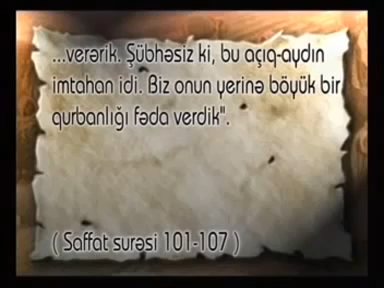 ...verərik. Şübhəsiz ki, bu açıq-aydın
imtahan idi. Biz onun yerinə böyük bir
qurbanlığı fəda verdik".
( Saffat surəsi 101-107 )